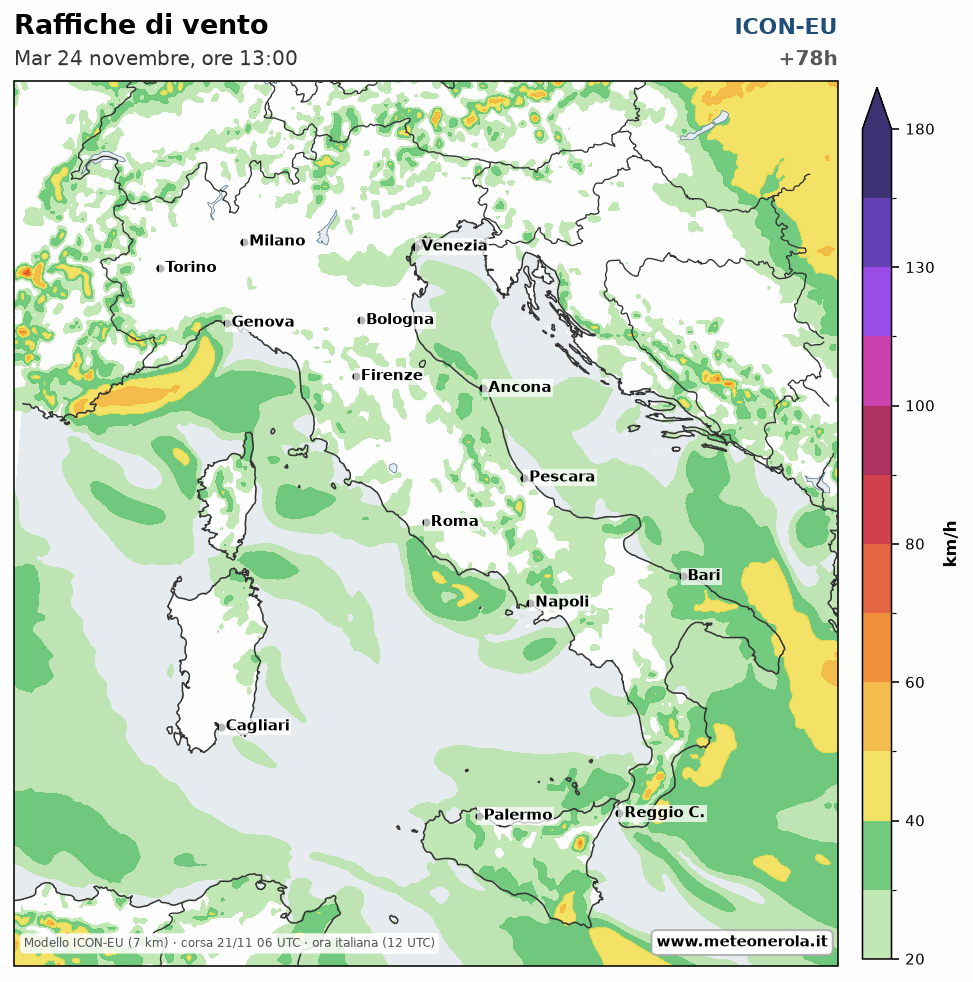 Raffiche di vento
ICON-EU
Mar 24 novembre, ore 13:00
+78h
180
Milano
Venezia
Torino
130
Genova
Bologna
Firenze
Ancona
100
Pescara
Roma
80
km/h
Bari
Napoli
60
Cagliari
Palermo
Reggio C.
40
Modello ICON-EU (7 km) · corsa 21/11 06 UTC · ora italiana (12 UTC)
www.meteonerola.it
20